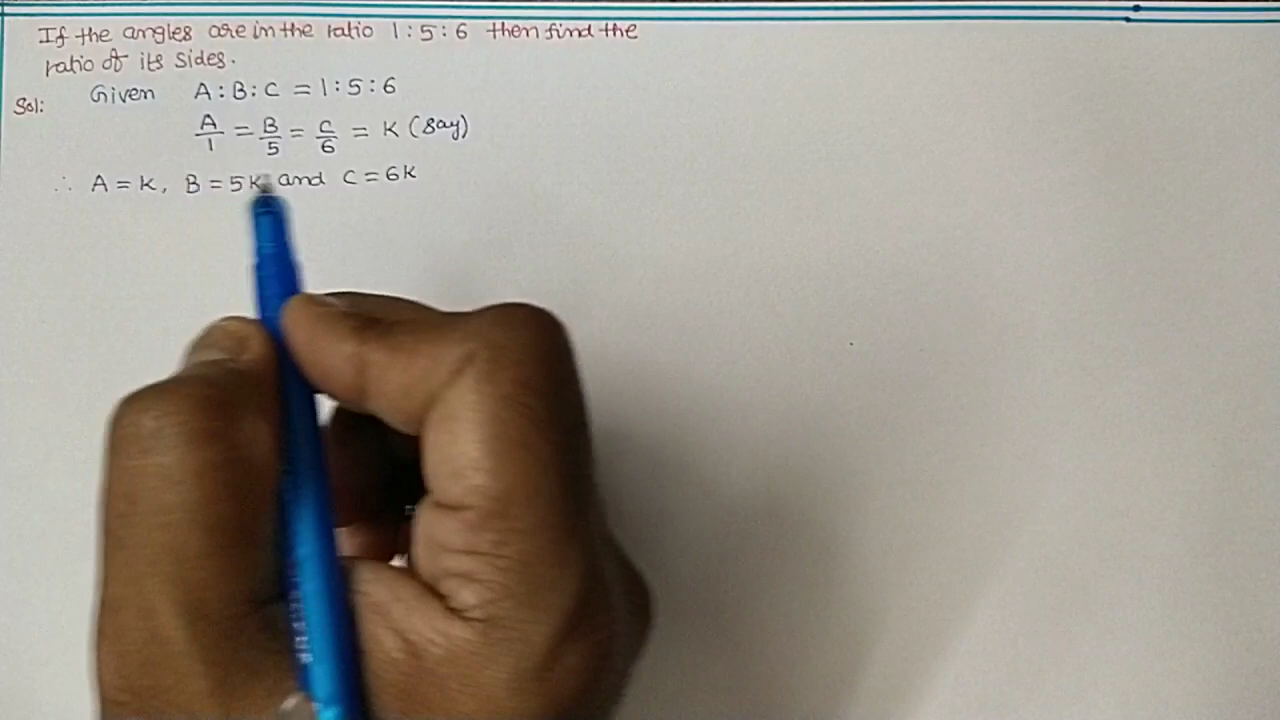 If the angles are in the ratio 1 : 5 : 6 then find the
ratio of its sides.
Sol: Given A : B : C = 1 : 5 : 6
A/1 = B/5 = C/6 = K (say)
∴ A = K, B = 5K and C = 6K